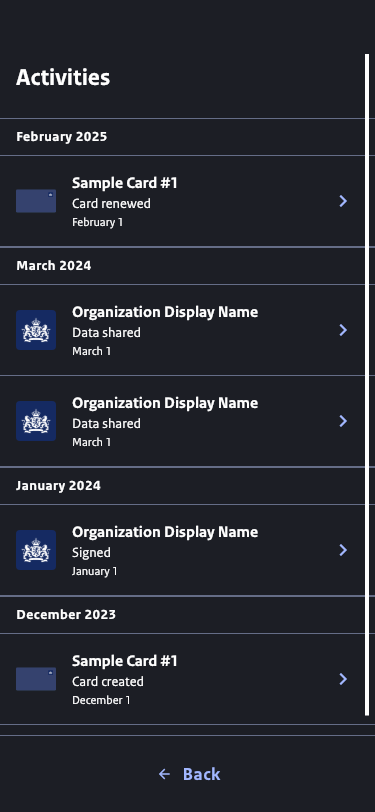 Activities
February 2025
Sample Card #1
Card renewed
February 1
March 2024
Organization Display Name
Data shared
March 1
Organization Display Name
Data shared
March 1
January 2024
Organization Display Name
Signed
January 1
December 2023
Sample Card #1
Card created
December 1
Back